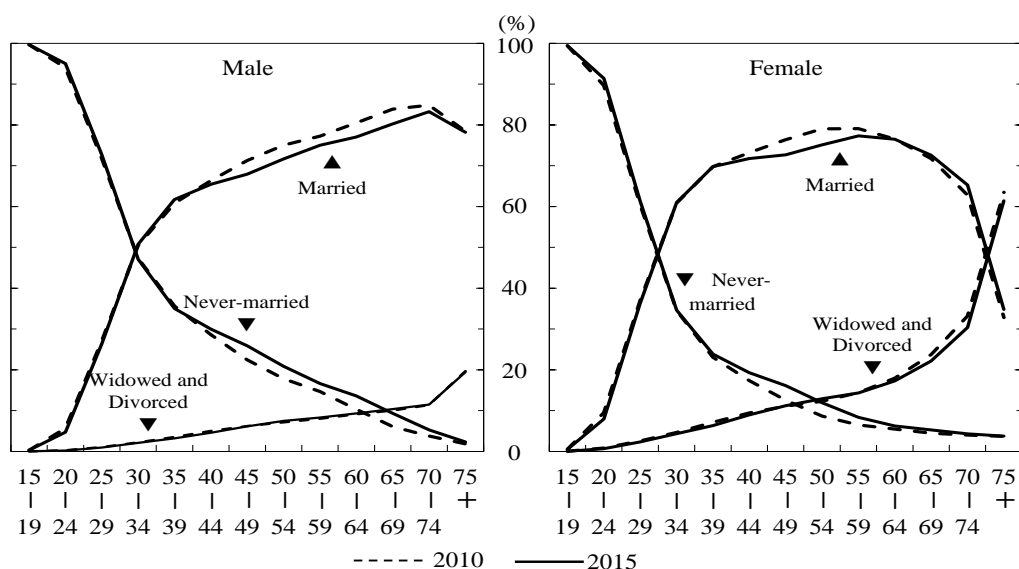 (%)
100
80
60
40
20
0
Male
Married
Never-married
Widowed and
Divorced
15 20 25 30 35 40 45 50 55 60 65 70 75
19 24 29 34 39 44 49 54 59 64 69 74 +
Female
Married
Never-
married
Widowed and
Divorced
15 20 25 30 35 40 45 50 55 60 65 70 75
19 24 29 34 39 44 49 54 59 64 69 74 +
2010 2015